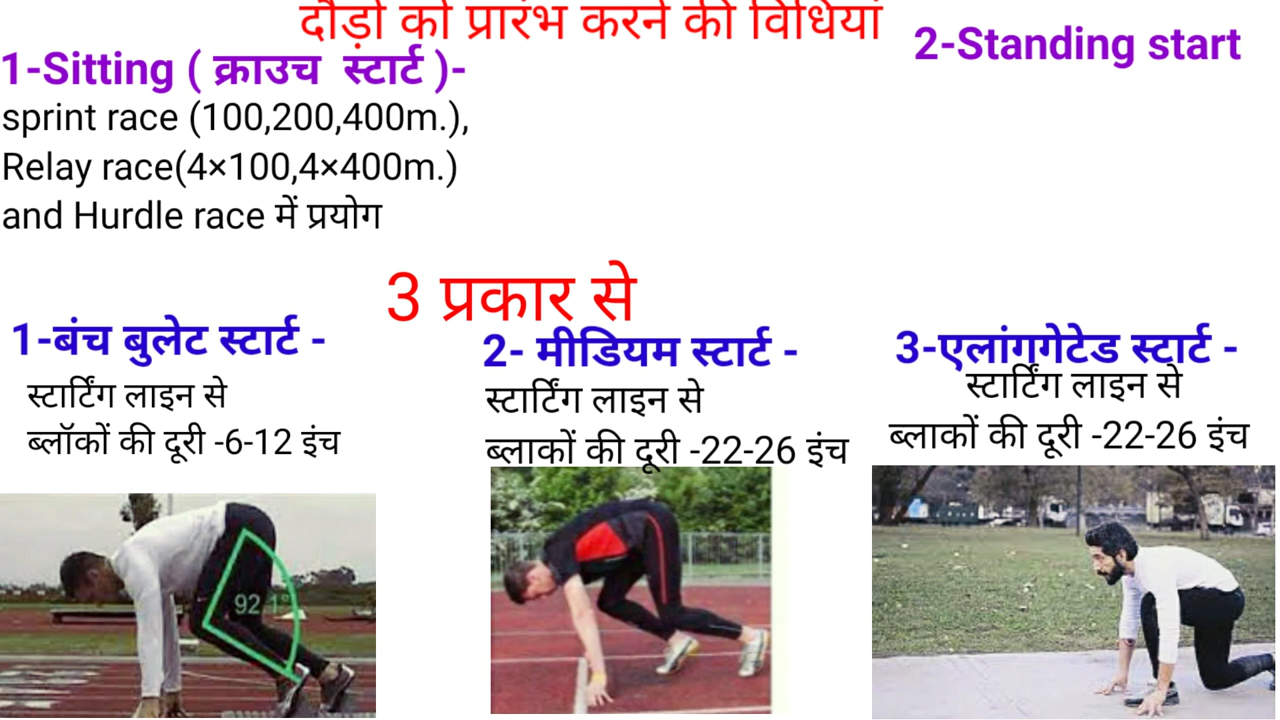 दौड़ो को प्रारंभ करने की विधियां
1-Sitting ( क्राउच स्टार्ट )-
sprint race (100,200,400m.),
Relay race(4×100,4×400m.)
and Hurdle race में प्रयोग
2-Standing start
3 प्रकार से
1-बंच बुलेट स्टार्ट -
स्टार्टिंग लाइन से
ब्लॉकों की दूरी -6-12 इंच
92.1°
2- मीडियम स्टार्ट -
स्टार्टिंग लाइन से
ब्लाकों की दूरी -22-26 इंच
3-एलांगगेटेड स्टार्ट -
स्टार्टिंग लाइन से
ब्लाकों की दूरी -22-26 इंच